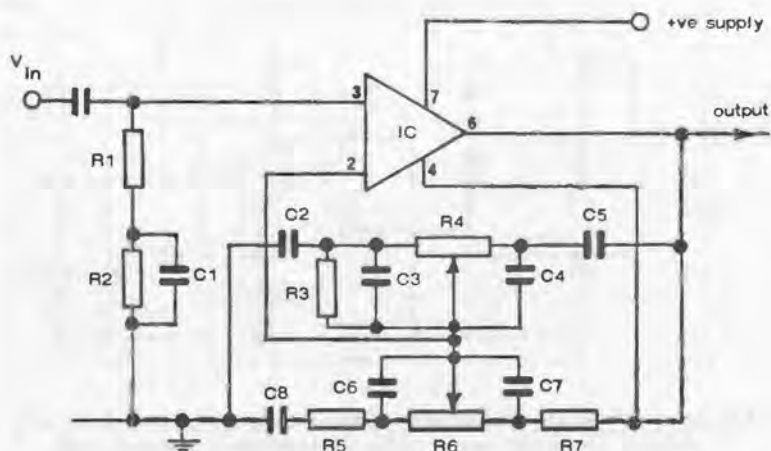 +ve supply
V in
3
7
IC
6
output
R1
2
4
C2
R4
C5
R2
C1
R3
C3
C4
C6
C7
C8
R5
R6
R7